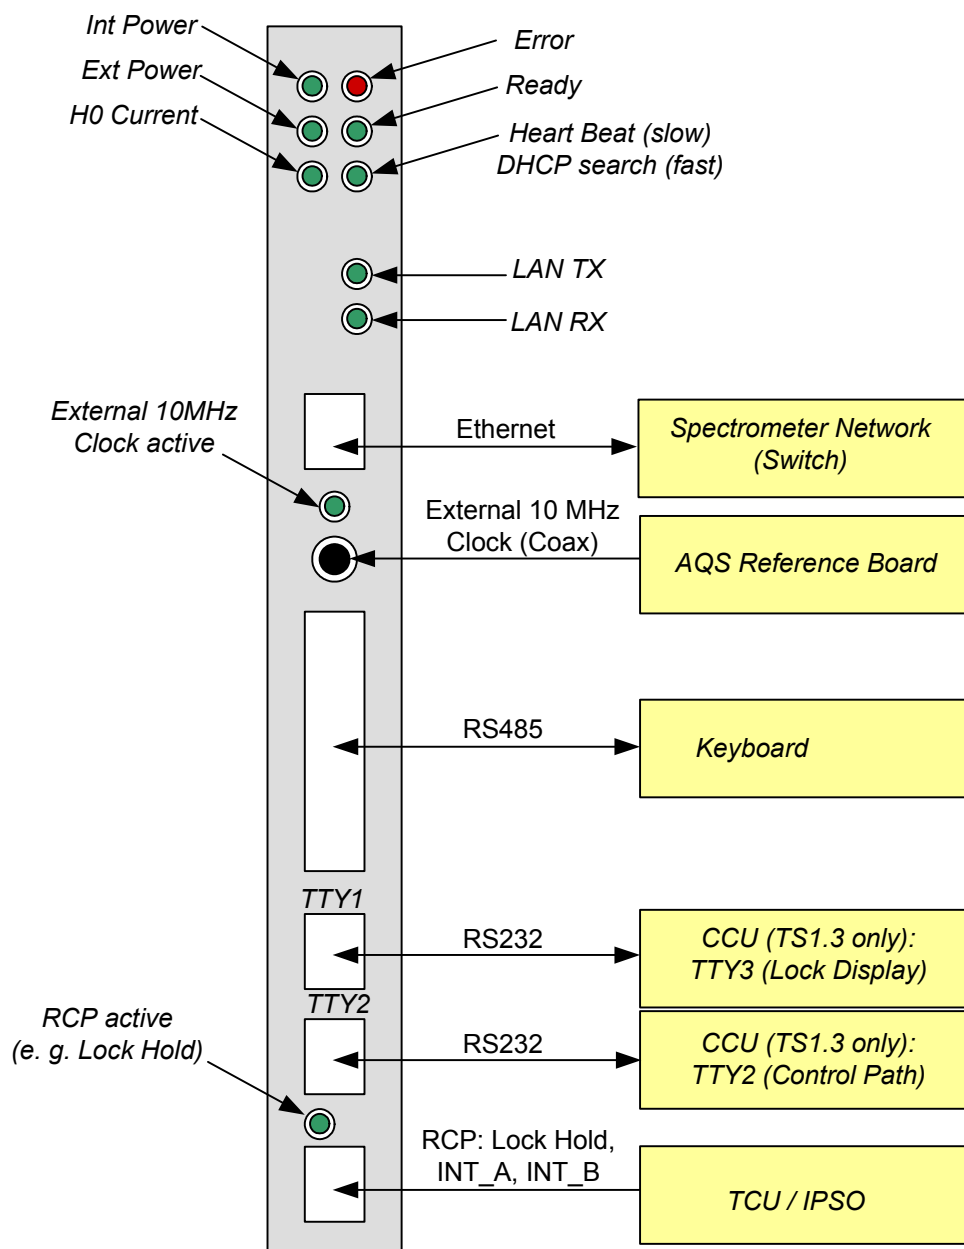 Int Power
Error
Ext Power
Ready
H0 Current
Heart Beat (slow)
DHCP search (fast)
LAN TX
LAN RX
External 10MHz
Clock active
Ethernet
Spectrometer Network
(Switch)
External 10 MHz
Clock (Coax)
AQS Reference Board
RS485
Keyboard
TTY1
RS232
CCU (TS1.3 only):
TTY3 (Lock Display)
TTY2
RCP active
(e. g. Lock Hold)
RS232
CCU (TS1.3 only):
TTY2 (Control Path)
RCP: Lock Hold,
INT_A, INT_B
TCU / IPSO